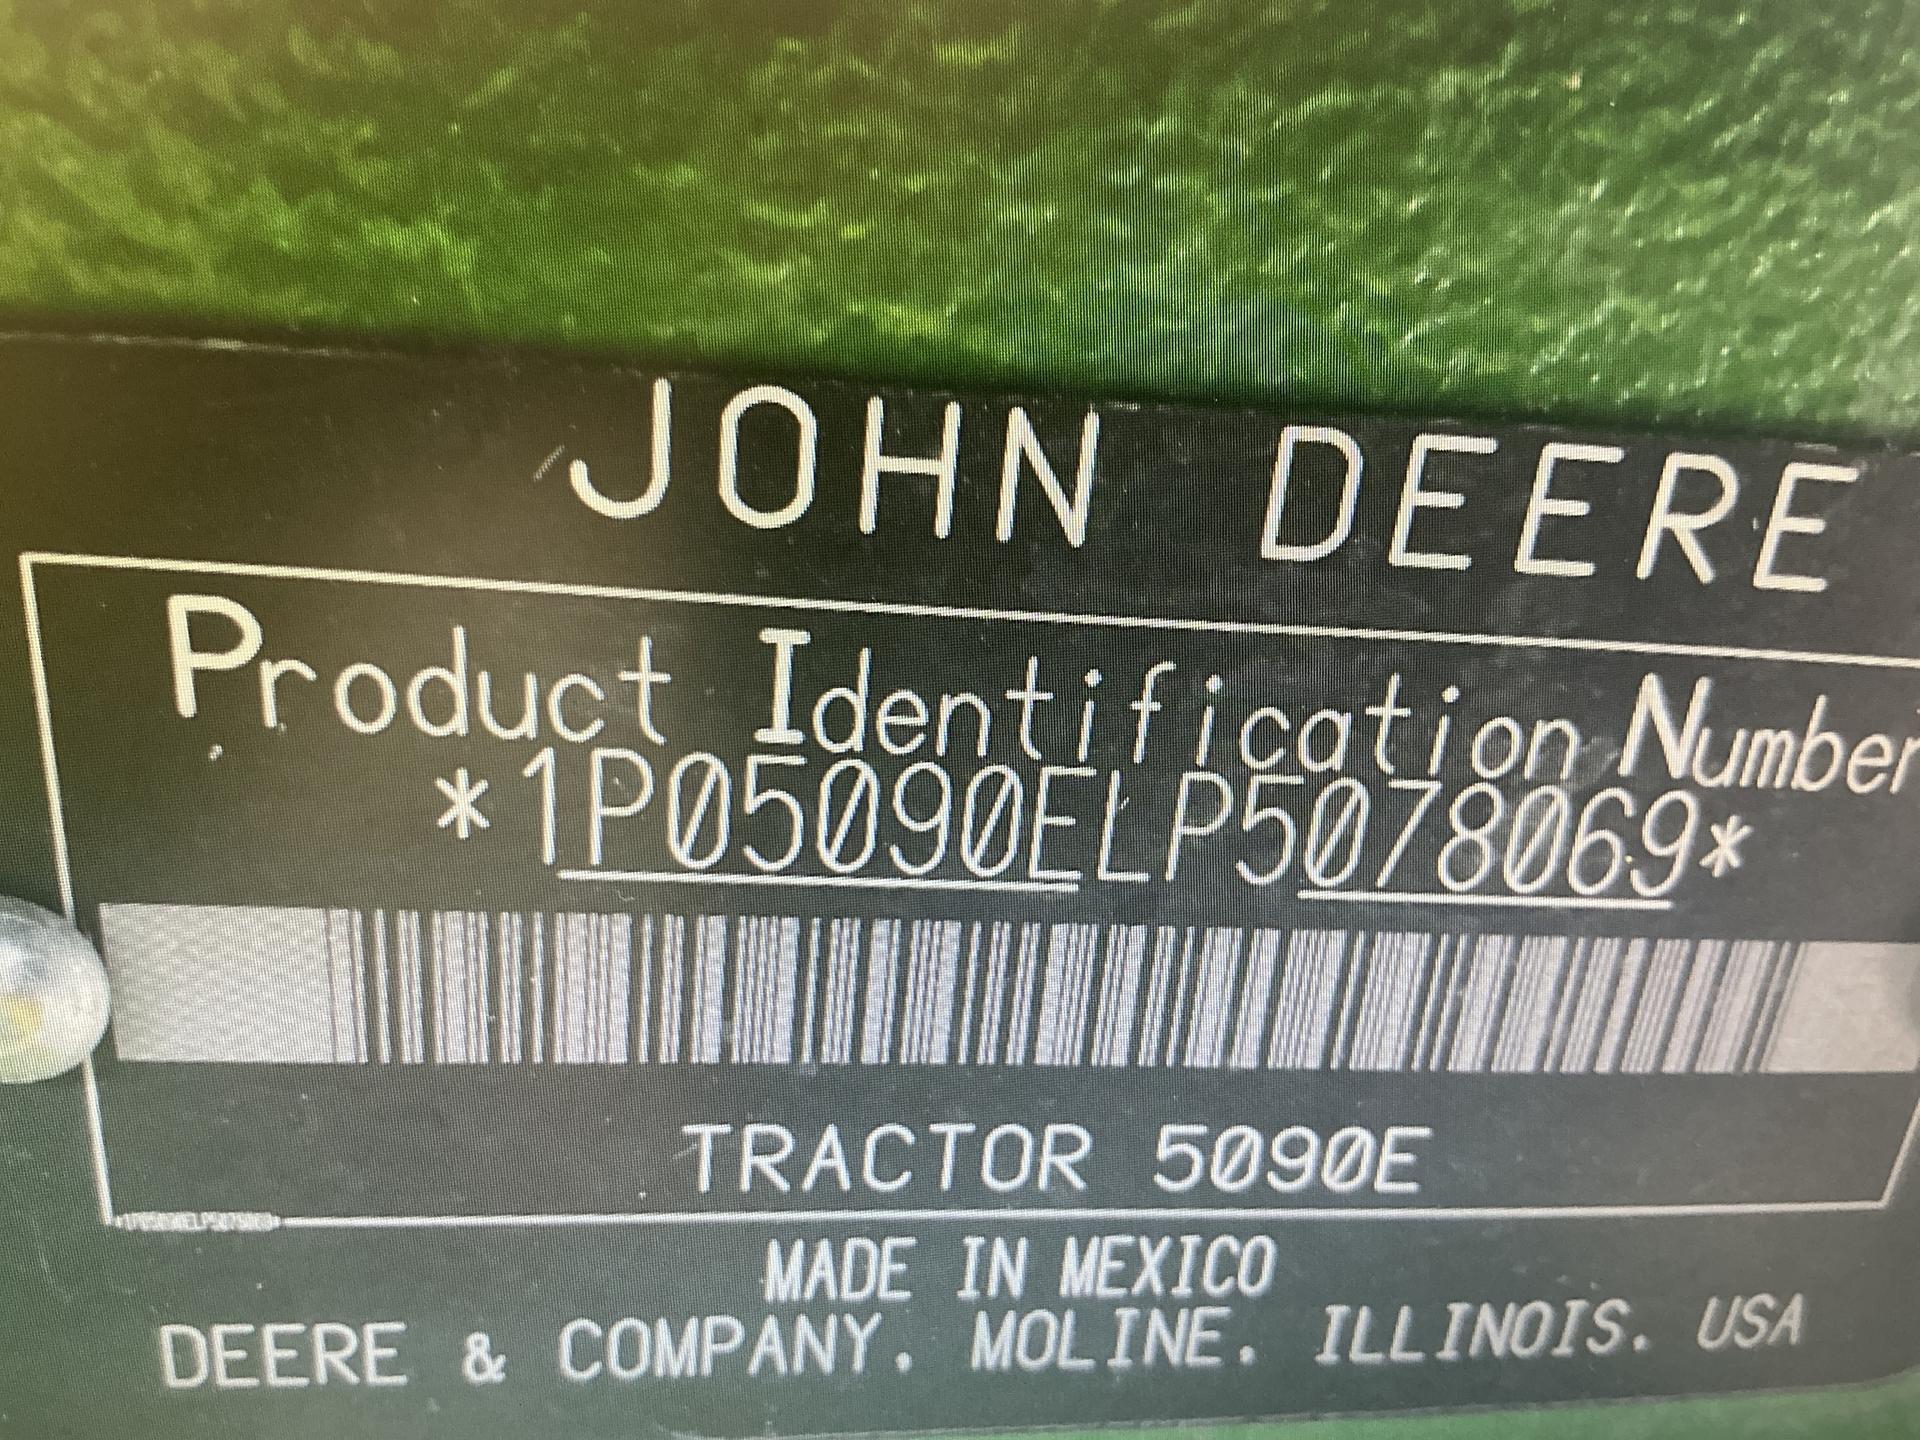 JOHN DEERE
Product Identification Number
*1P05090ELP5078069*
TRACTOR 5090E
MADE IN MEXICO
DEERE & COMPANY. MOLINE. ILLINOIS. USA